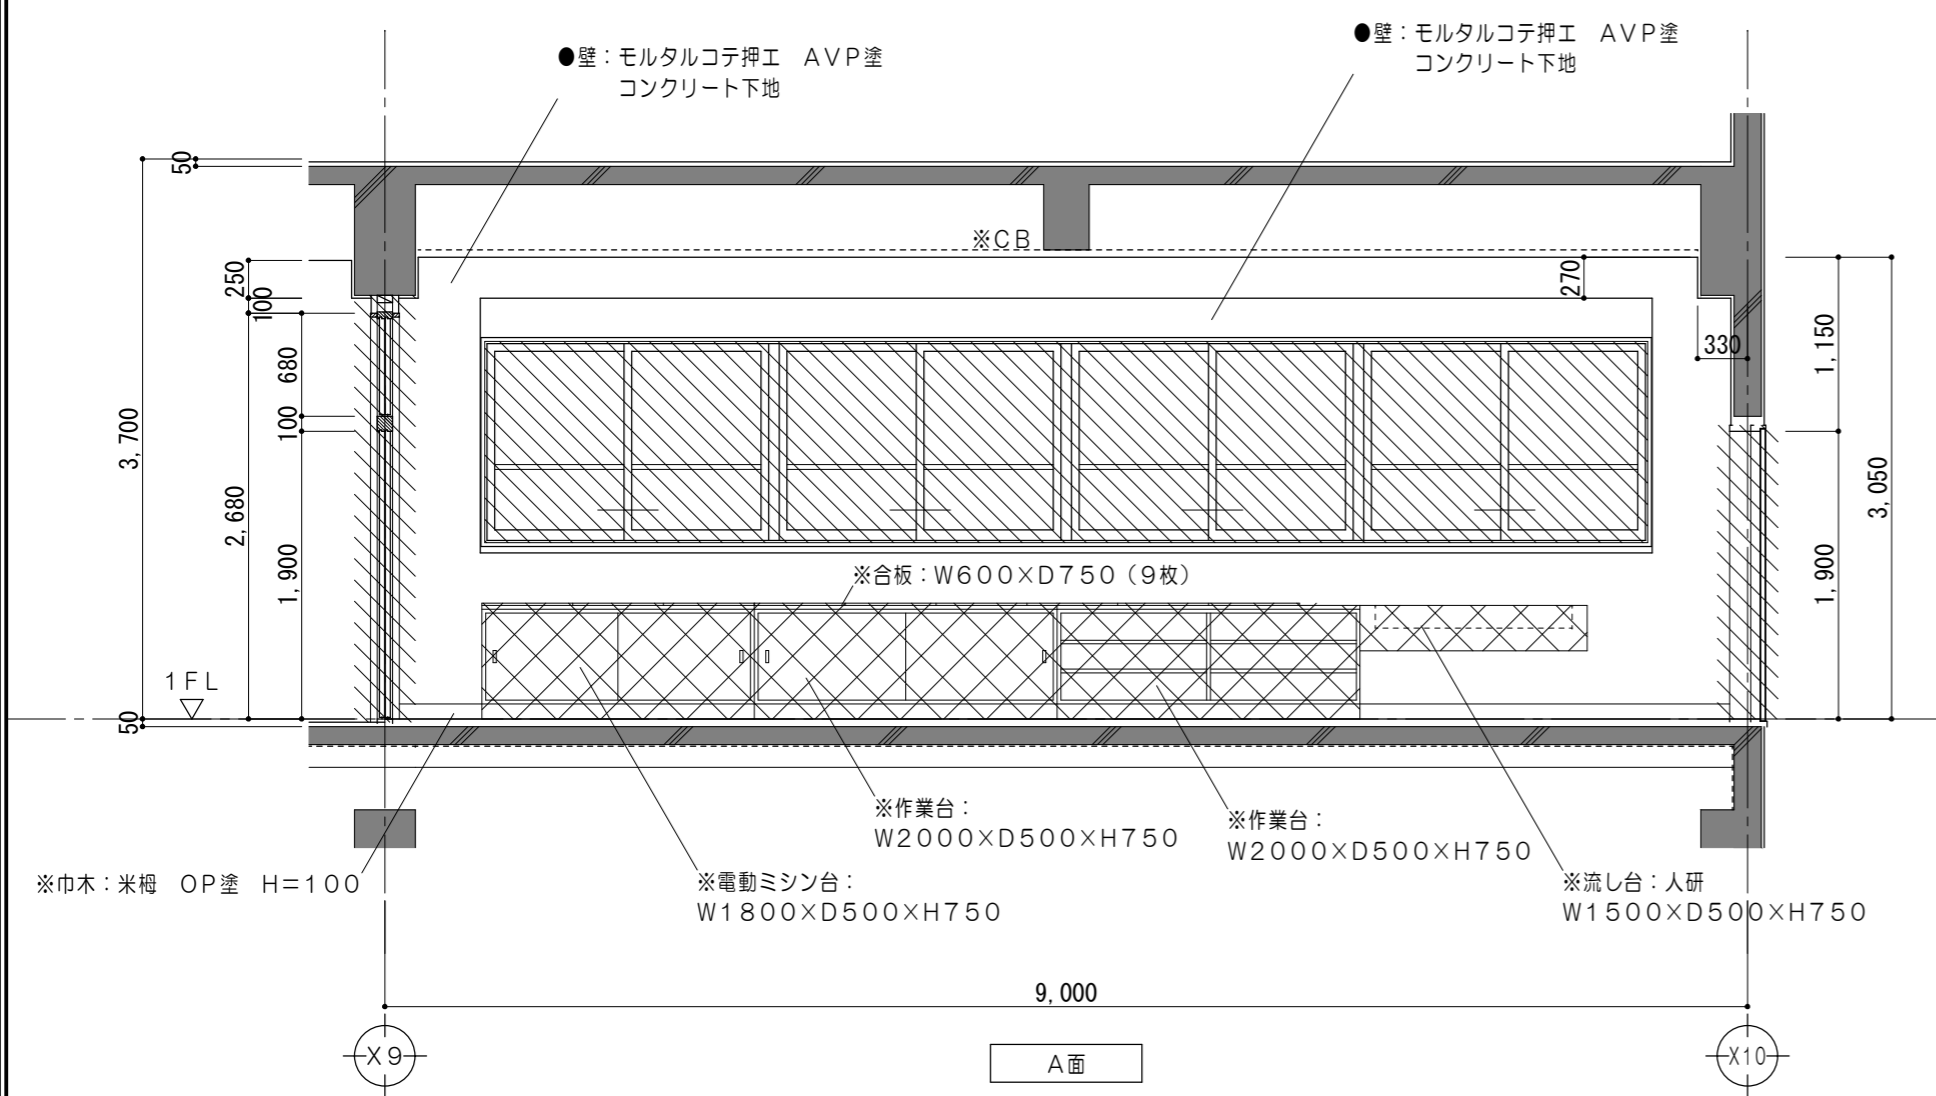 ●壁：モルタルコテ押エ　ＡＶＰ塗
コンクリート下地
●壁：モルタルコテ押エ　ＡＶＰ塗
コンクリート下地
50
※ＣＢ
250
100
270
680
330
1,150
3,700
100
2,680
3,050
1,900
1,900
※合板：Ｗ６００×Ｄ７５０（９枚）
１ＦＬ
50
※作業台：
Ｗ２０００×Ｄ５００×Ｈ７５０
※作業台：
Ｗ２０００×Ｄ５００×Ｈ７５０
※巾木：米栂　ＯＰ塗　Ｈ＝１００
※電動ミシン台：
Ｗ１８００×Ｄ５００×Ｈ７５０
※流し台：人研
Ｗ１５００×Ｄ５００×Ｈ７５０
9,000
Ｘ９
Ａ面
X10